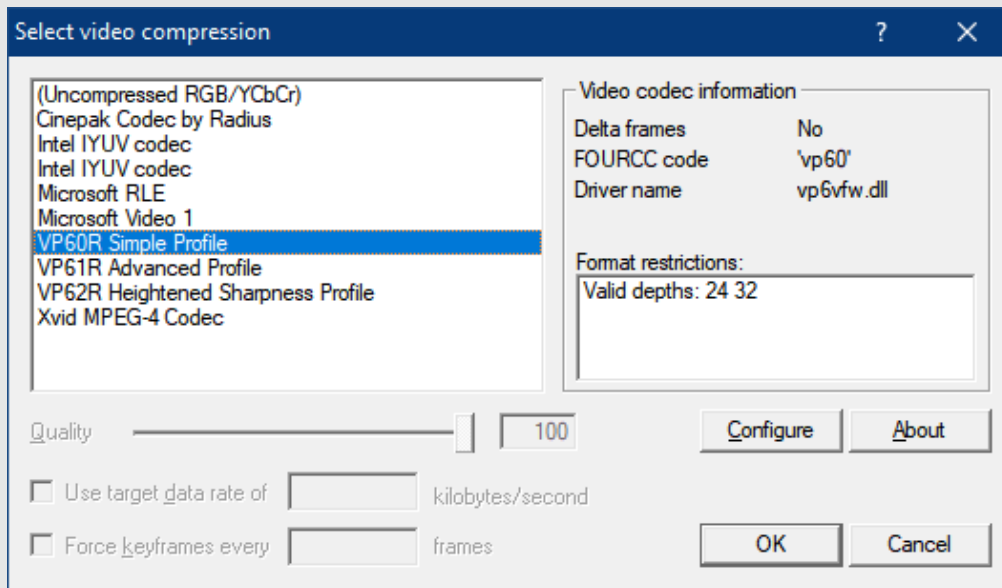 Select video compression
(Uncompressed RGB/YCbCr)
Cinepak Codec by Radius
Intel IYUV codec
Intel IYUV codec
Microsoft RLE
Microsoft Video 1
VP60R Simple Profile
VP61R Advanced Profile
VP62R Heightened Sharpness Profile
Xvid MPEG-4 Codec
Video codec information
Delta frames No
FOURCC code 'vp60'
Driver name vp6vfw.dll
Format restrictions:
Valid depths: 24 32
Quality 100
Configure About
Use target data rate of kilobytes/second
Force keyframes every frames
OK Cancel